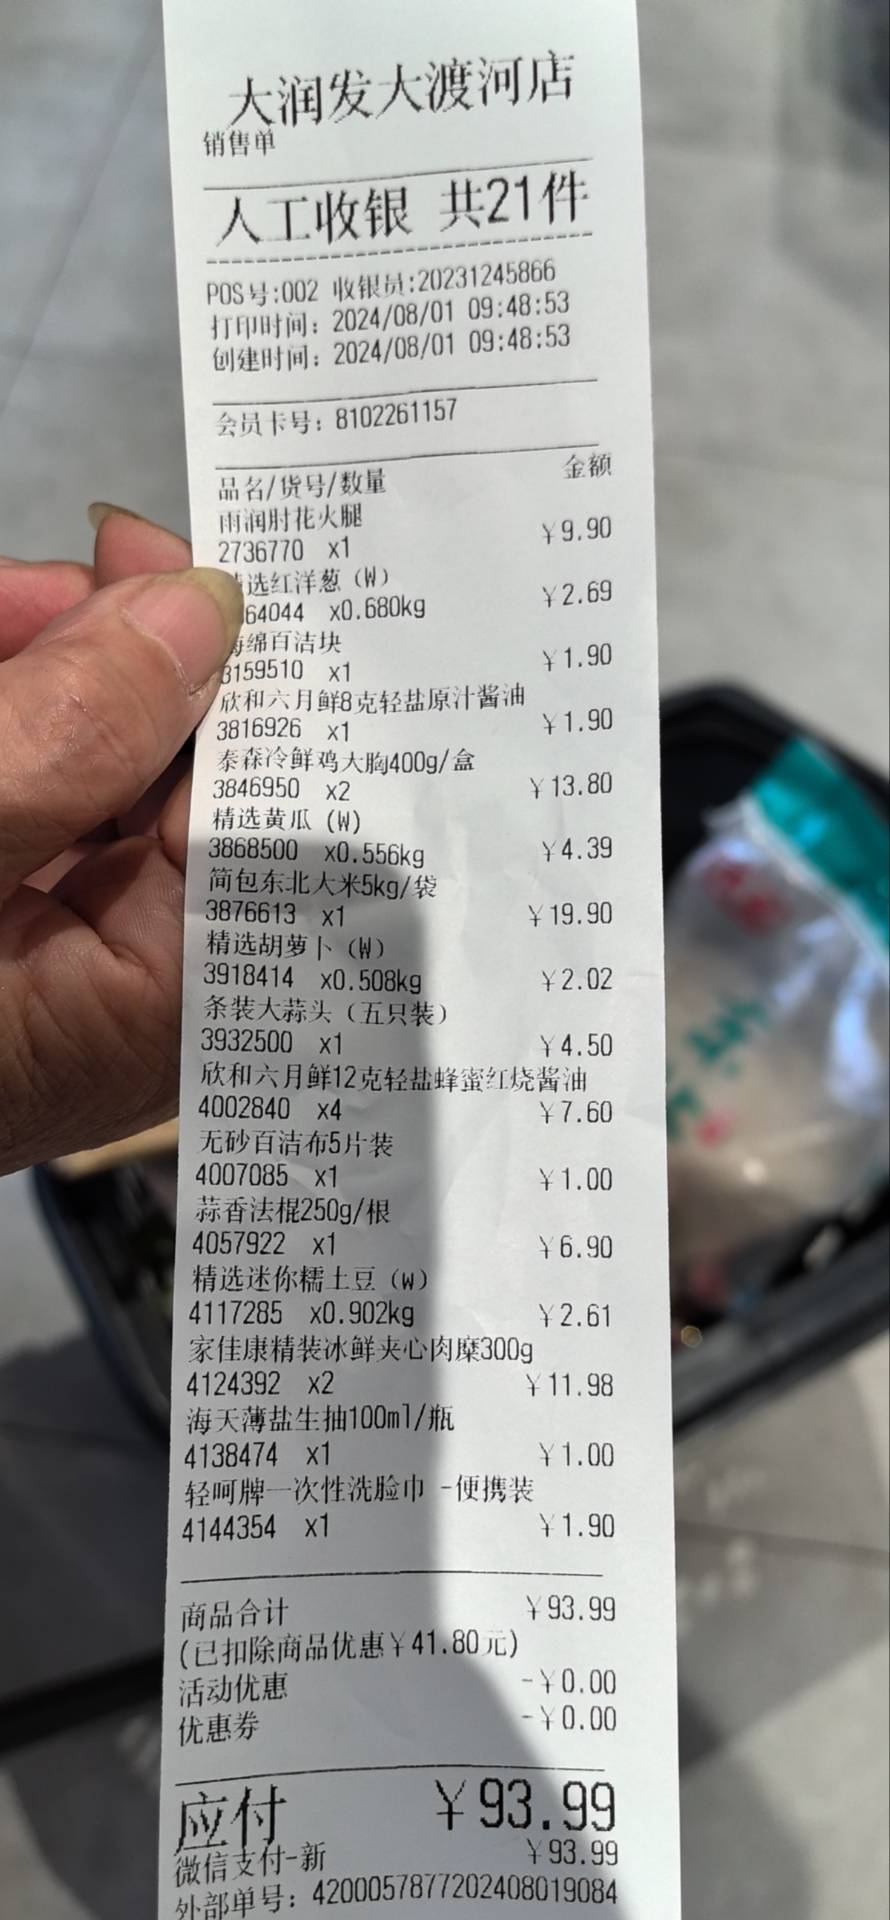 大润发大渡河店
销售单
人工收银 共21件
POS号:002 收银员:20231245866
打印时间：2024/08/01 09:48:53
创建时间：2024/08/01 09:48:53
会员卡号：8102261157
品名/货号/数量 金额
雨润肘花火腿
2736770 x1 ￥9.90
选红洋葱（W）
64044 x0.680kg ￥2.69
海绵百洁块
3159510 x1 ￥1.90
欣和六月鲜8克轻盐原汁酱油
3816926 x1 ￥1.90
泰森冷鲜鸡大胸400g/盒
3846950 x2 ￥13.80
精选黄瓜（W）
3868500 x0.556kg ￥4.39
简包东北大米5kg/袋
3876613 x1 ￥19.90
精选胡萝卜（W）
3918414 x0.508kg ￥2.02
条装大蒜头（五只装）
3932500 x1 ￥4.50
欣和六月鲜12克轻盐蜂蜜红烧酱油
4002840 x4 ￥7.60
无砂百洁布5片装
4007085 x1 ￥1.00
蒜香法棍250g/根
4057922 x1 ￥6.90
精选迷你糯土豆（W）
4117285 x0.902kg ￥2.61
家佳康精装冰鲜夹心肉糜300g
4124392 x2 ￥11.98
海天薄盐生抽100ml/瓶
4138474 x1 ￥1.00
轻呵牌一次性洗脸巾 -便携装
4144354 x1 ￥1.90
商品合计 ￥93.99
(已扣除商品优惠￥41.80元)
活动优惠 -￥0.00
优惠券 -￥0.00
应付 ￥93.99
微信支付-新 ￥93.99
外部单号：4200057877202408019084